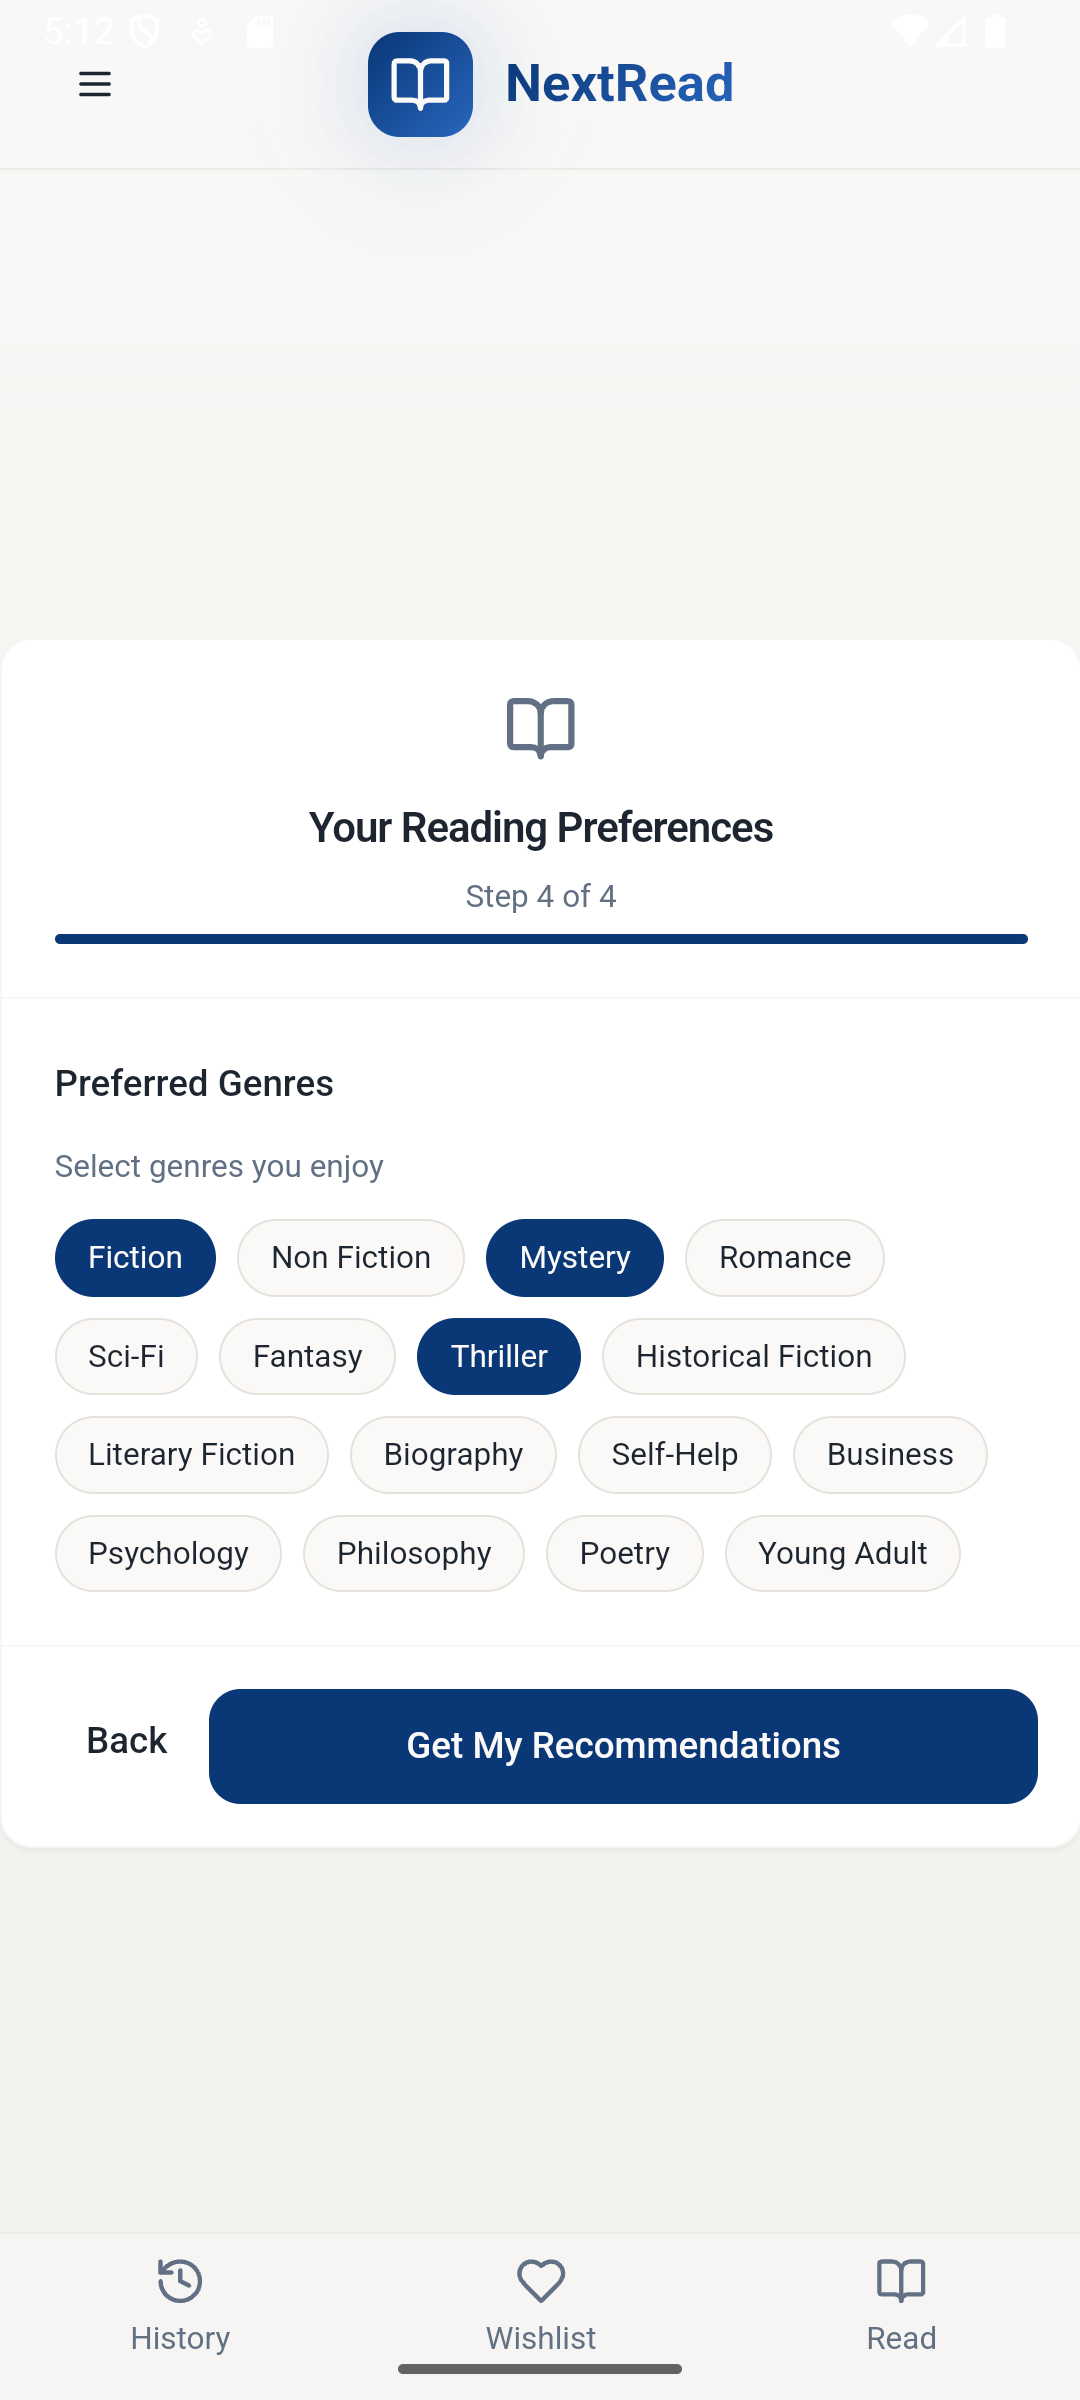 5:12
NextRead
Your Reading Preferences
Step 4 of 4
Preferred Genres
Select genres you enjoy
Fiction Non Fiction Mystery Romance
Sci-Fi Fantasy Thriller Historical Fiction
Literary Fiction Biography Self-Help Business
Psychology Philosophy Poetry Young Adult
Back Get My Recommendations
History Wishlist Read